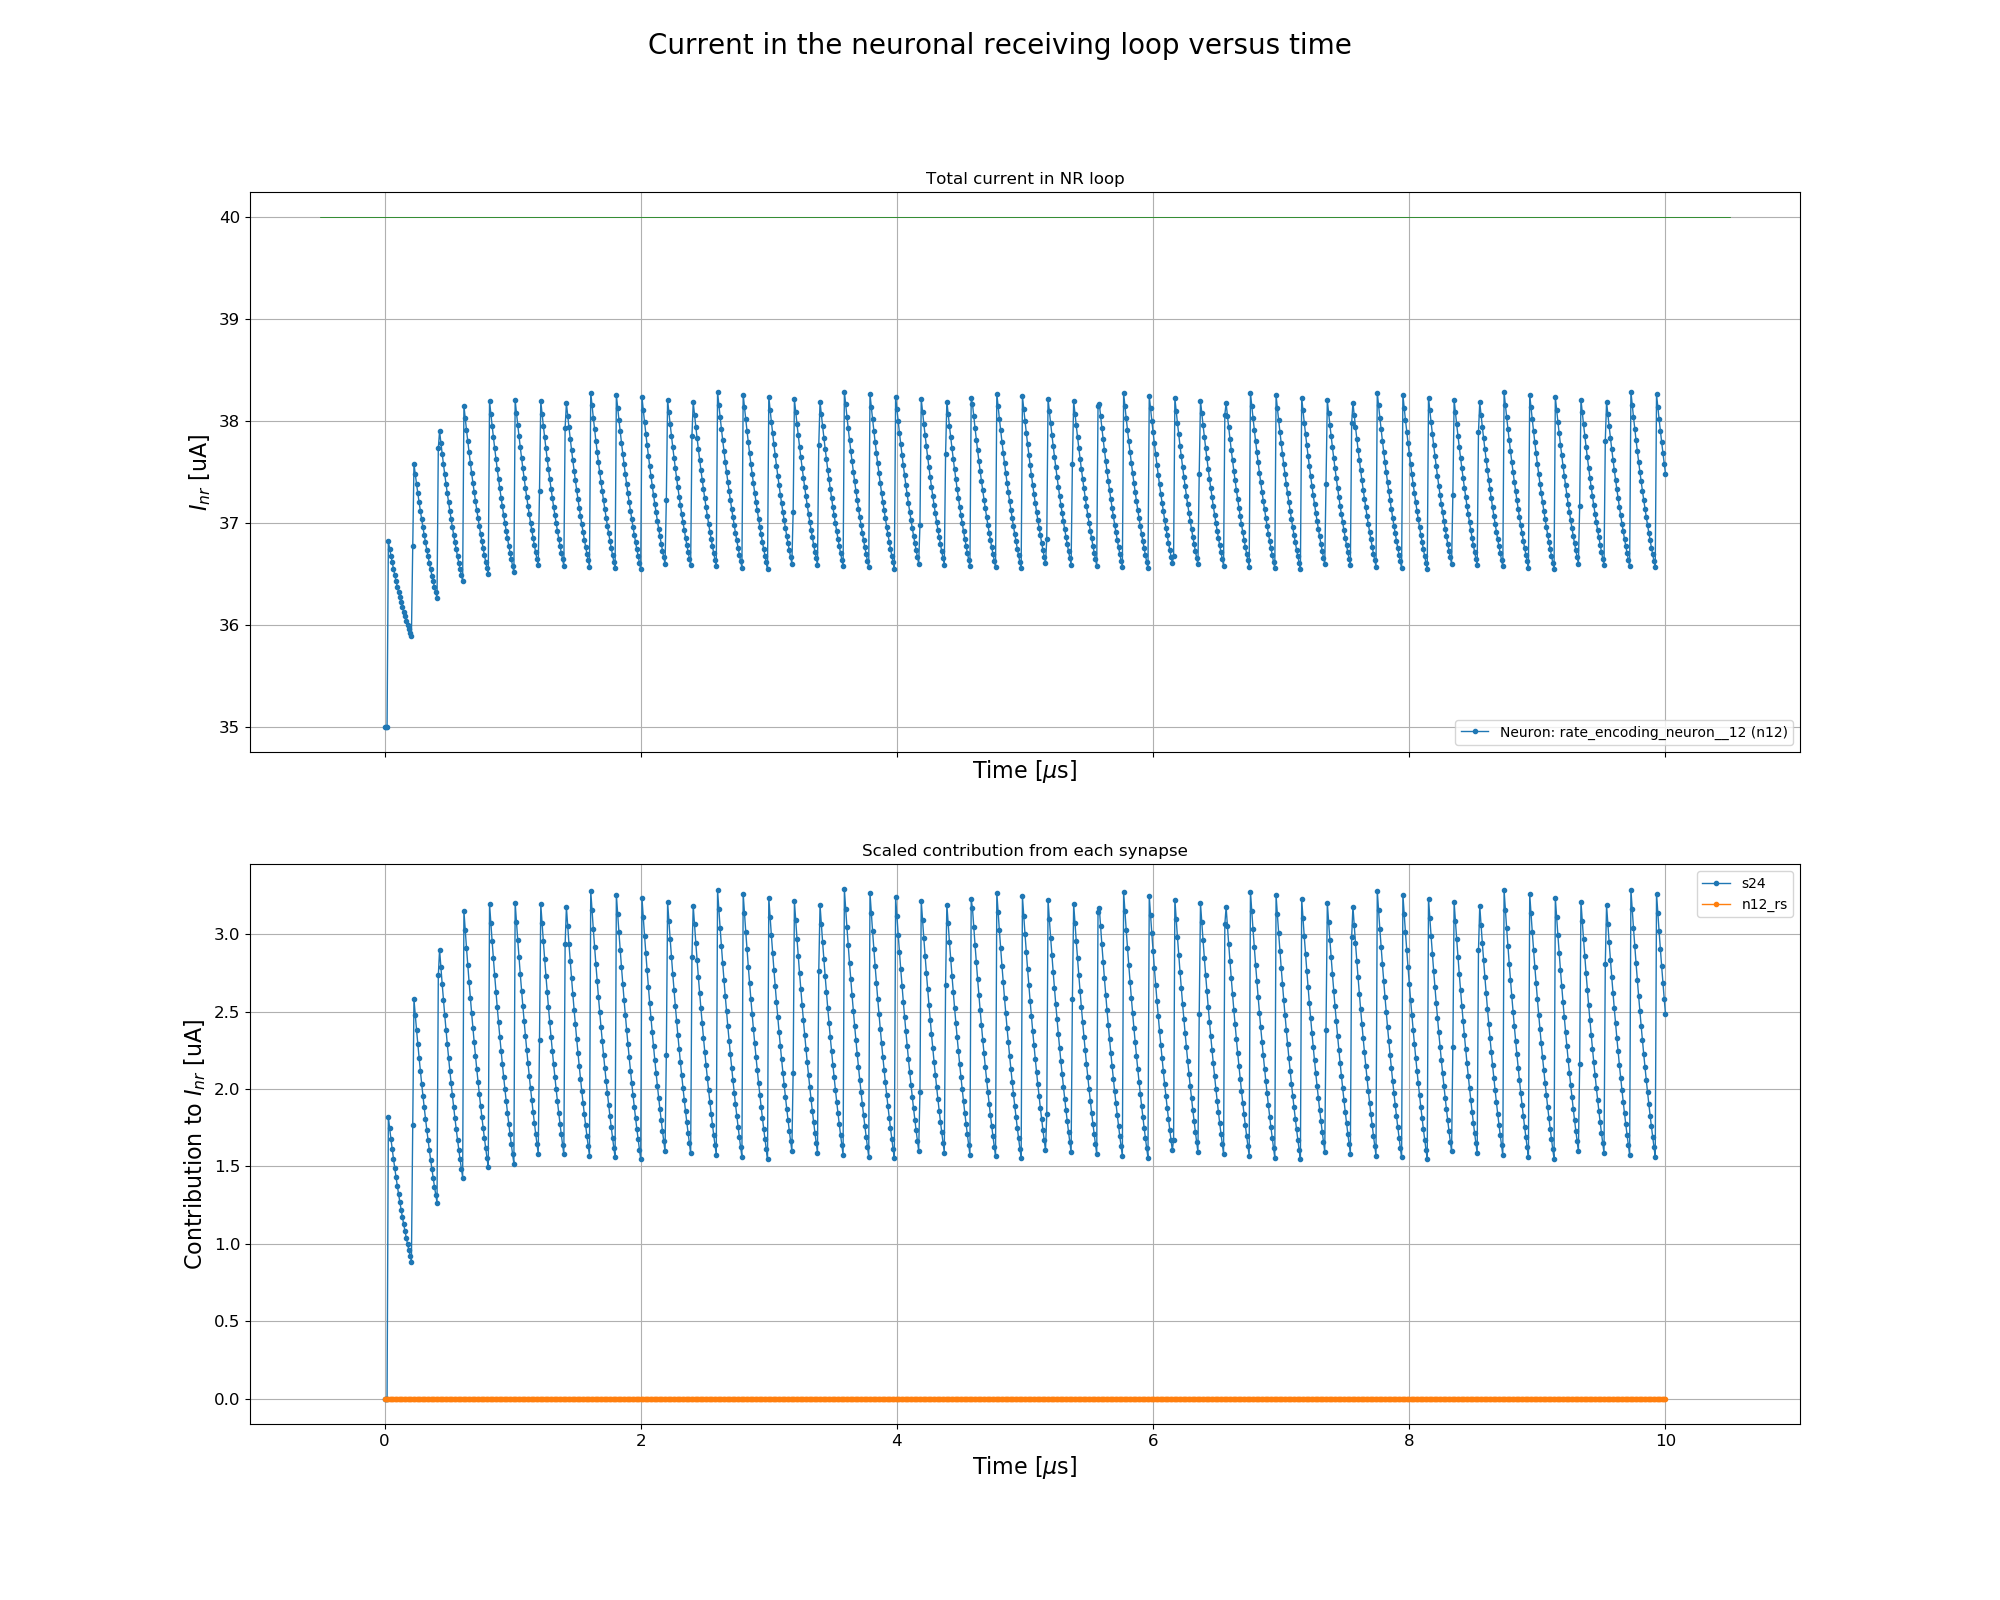 Current in the neuronal receiving loop versus time
Total current in NR loop
40
39
38
37
36
35
I_nr [uA]
Neuron: rate_encoding_neuron__12 (n12)
Time [μs]
Scaled contribution from each synapse
s24
n12_rs
3.0
2.5
2.0
1.5
1.0
0.5
0.0
Contribution to I_nr [uA]
0 2 4 6 8 10
Time [μs]